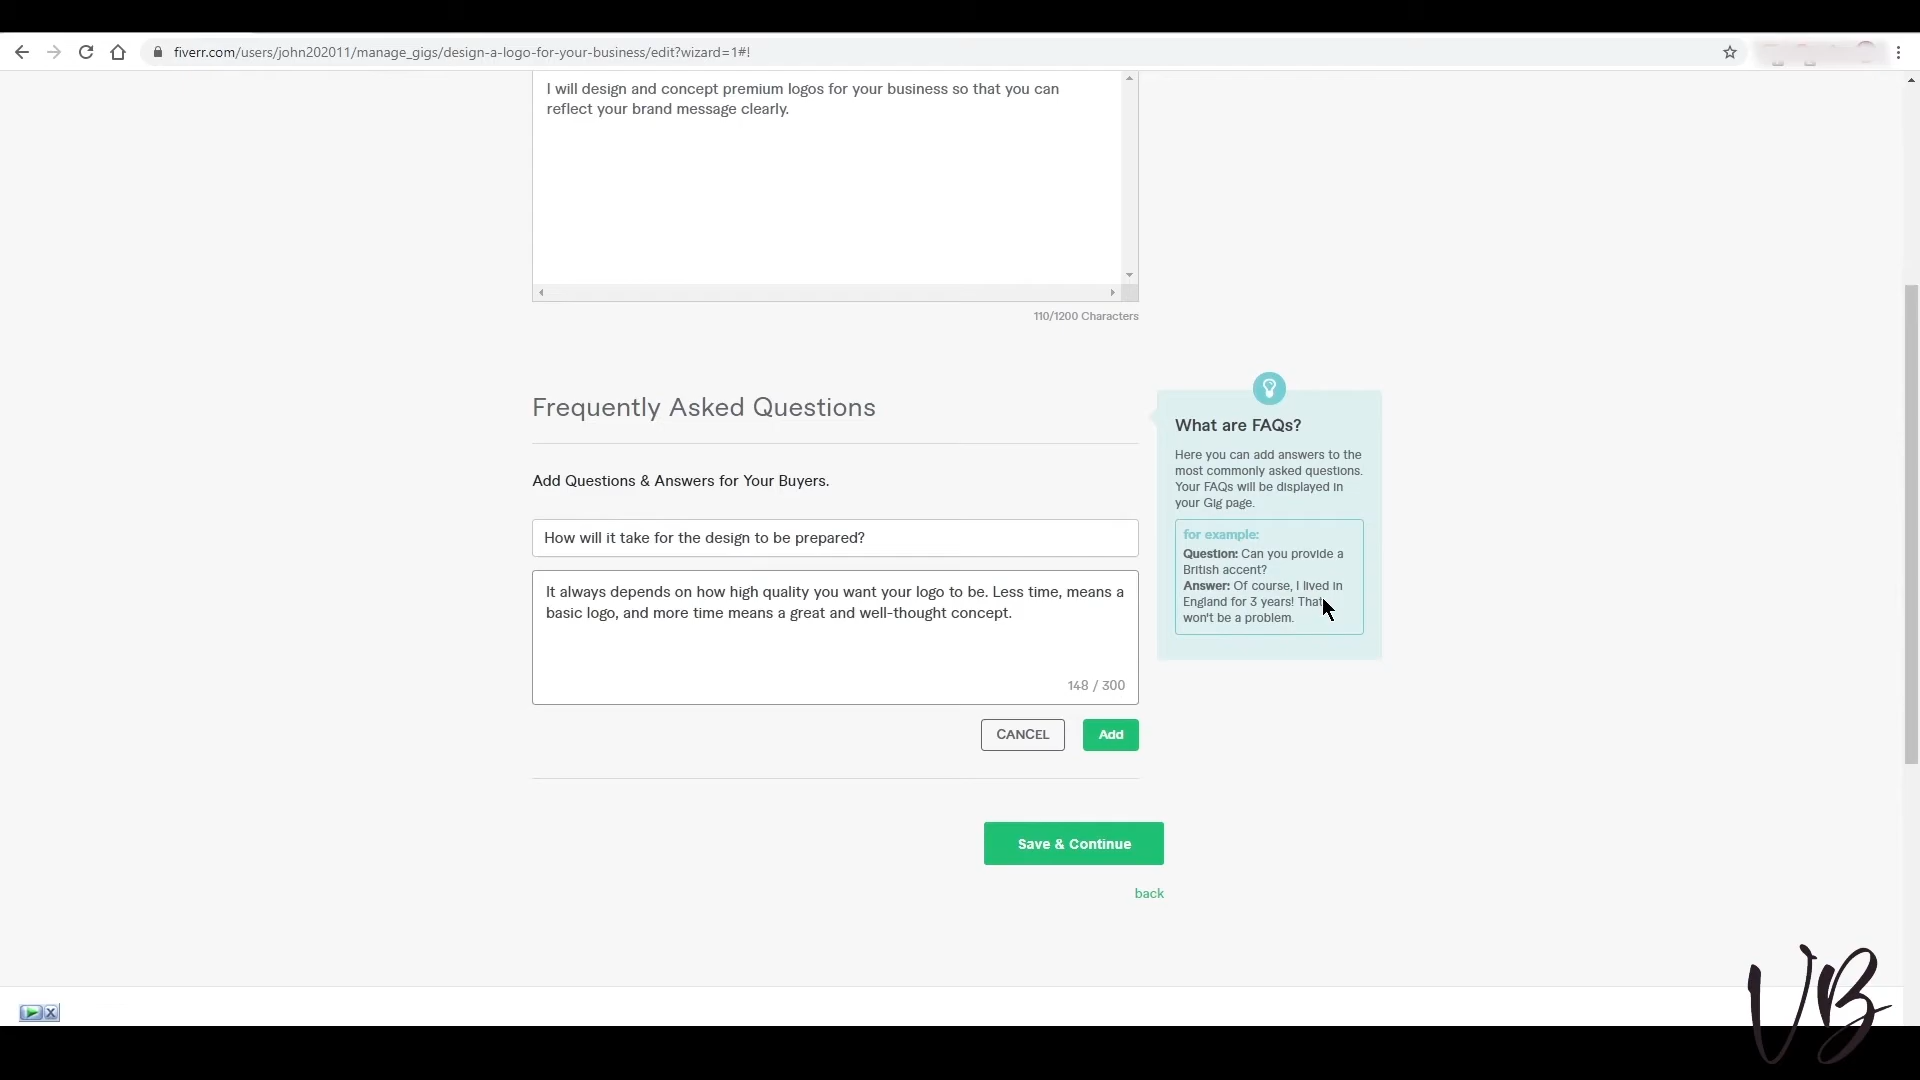 fiverr.com/users/john202011/manage_gigs/design-a-logo-for-your-business/edit?wizard=1#!
I will design and concept premium logos for your business so that you can
reflect your brand message clearly.
110/1200 Characters
Frequently Asked Questions
Add Questions & Answers for Your Buyers.
How will it take for the design to be prepared?
It always depends on how high quality you want your logo to be. Less time, means a
basic logo, and more time means a great and well-thought concept.
148 / 300
CANCEL
Add
What are FAQs?
Here you can add answers to the
most commonly asked questions.
Your FAQs will be displayed in
your Gig page.
for example:
Question: Can you provide a
British accent?
Answer: Of course, I lived in
England for 3 years! That
won't be a problem.
Save & Continue
back
VB